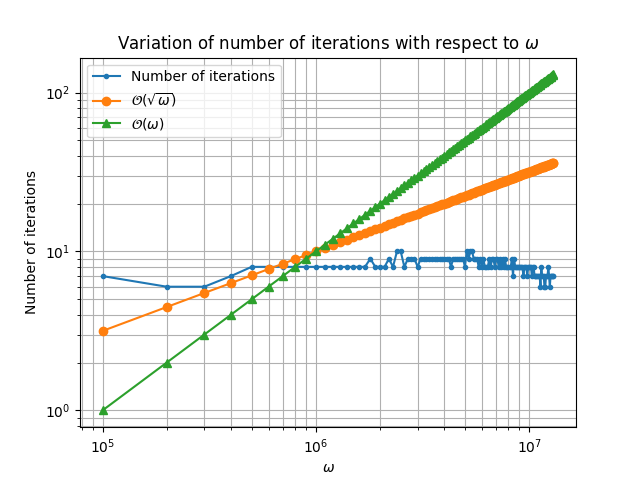 Variation of number of iterations with respect to ω
Number of iterations
𝒪(√ω)
𝒪(ω)
10²
10¹
10⁰
Number of iterations
10⁵
10⁶
10⁷
ω